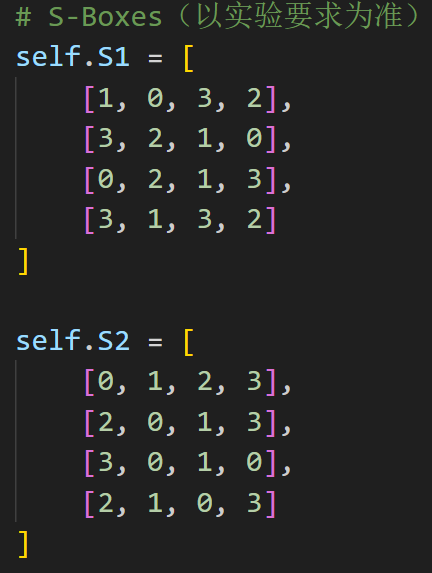 # S-Boxes（以实验要求为准）
self.S1 = [
    [1, 0, 3, 2],
    [3, 2, 1, 0],
    [0, 2, 1, 3],
    [3, 1, 3, 2]
]
self.S2 = [
    [0, 1, 2, 3],
    [2, 0, 1, 3],
    [3, 0, 1, 0],
    [2, 1, 0, 3]
]